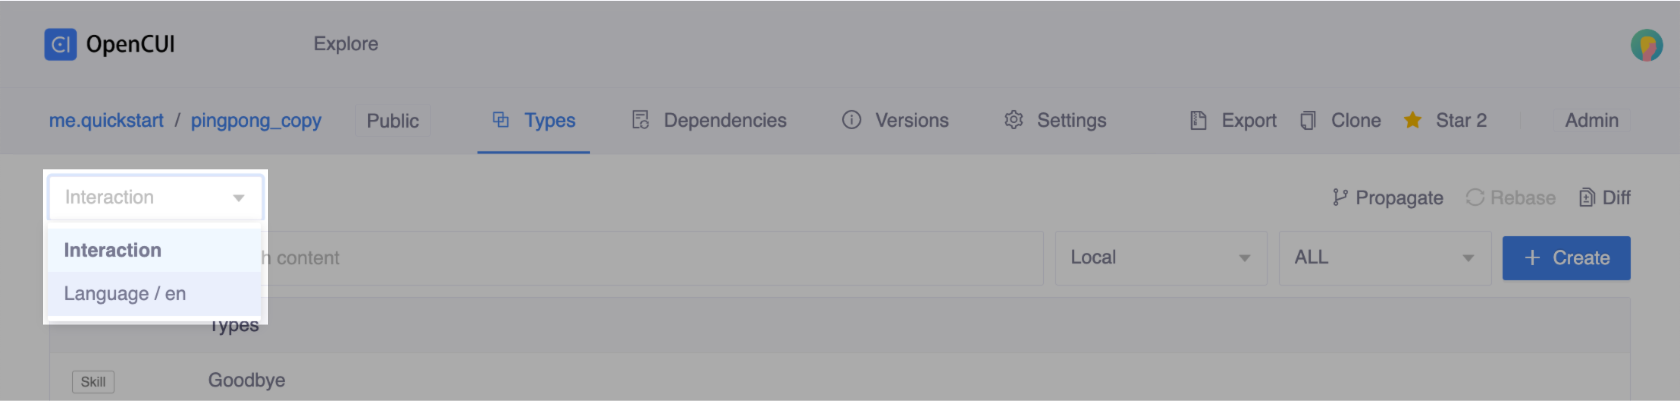 OpenCUI Explore
me.quickstart / pingpong_copy Public Types Dependencies Versions Settings Export Clone Star 2 Admin
Interaction Propagate Rebase Diff
Interaction
h content Local ALL + Create
Language / en
Types
Skill Goodbye